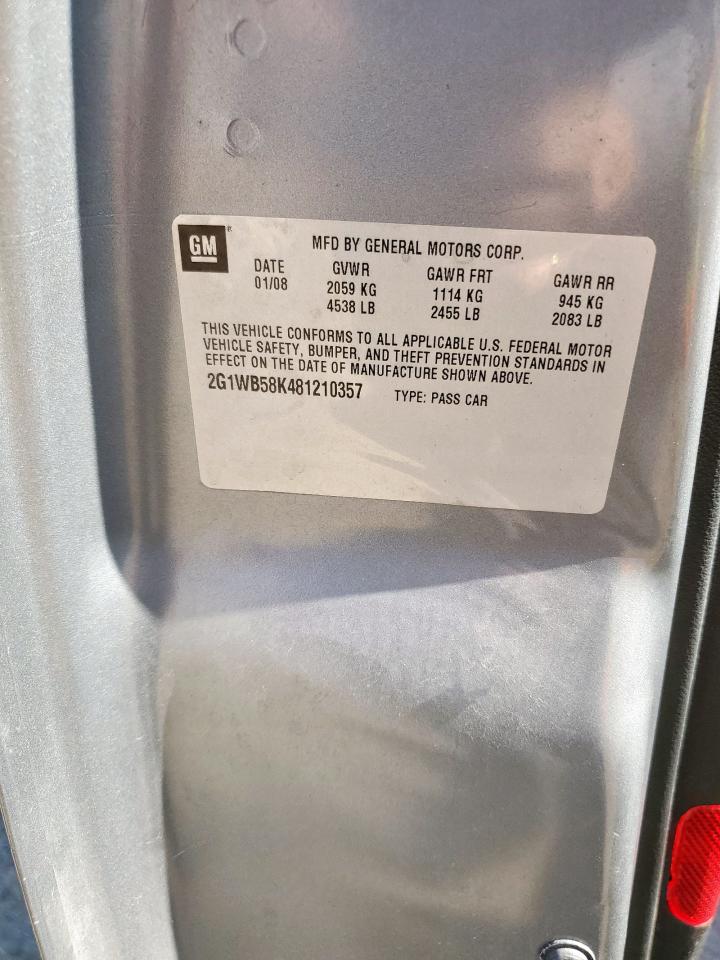 GM ® MFD BY GENERAL MOTORS CORP.
DATE GVWR GAWR FRT GAWR RR
01/08 2059 KG 1114 KG 945 KG
4538 LB 2455 LB 2083 LB
THIS VEHICLE CONFORMS TO ALL APPLICABLE U.S. FEDERAL MOTOR
VEHICLE SAFETY, BUMPER, AND THEFT PREVENTION STANDARDS IN
EFFECT ON THE DATE OF MANUFACTURE SHOWN ABOVE.
2G1WB58K481210357 TYPE: PASS CAR